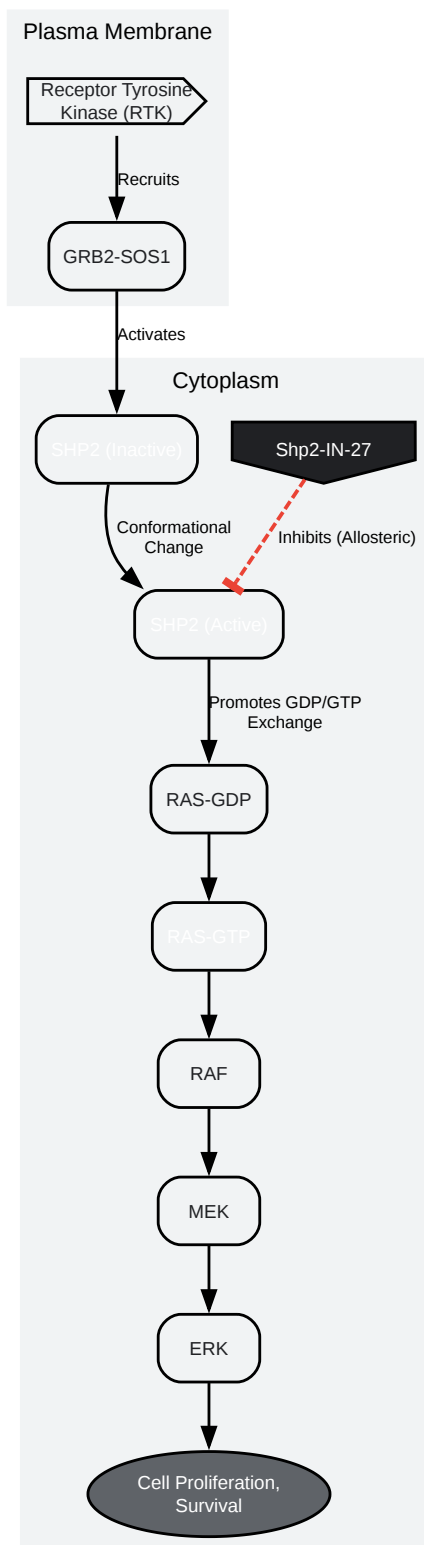 Plasma Membrane
Receptor Tyrosine
Kinase (RTK)
Recruits
GRB2-SOS1
Activates
Cytoplasm
SHP2 (Inactive)
Shp2-IN-27
Conformational
Change
Inhibits (Allosteric)
SHP2 (Active)
Promotes GDP/GTP
Exchange
RAS-GDP
RAS-GTP
RAF
MEK
ERK
Cell Proliferation,
Survival